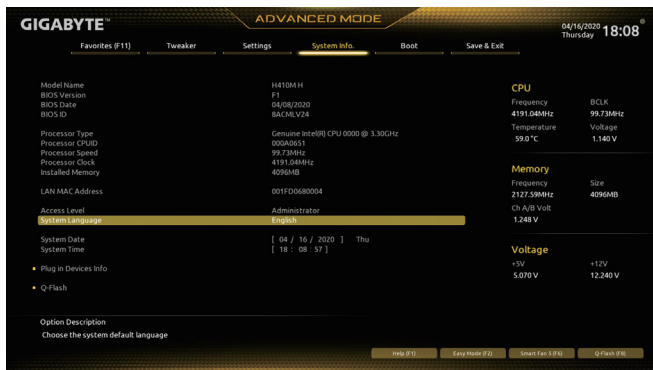 GIGABYTE™
ADVANCED MODE
04/16/2020
Thursday
18:08
Favorites (F11) Tweaker Settings System Info. Boot Save & Exit
Model Name H410M H
BIOS Version F1
BIOS Date 04/08/2020
BIOS ID 8ACMLV24
Processor Type Genuine Intel(R) CPU 0000 @ 3.30GHz
Processor CPUID 000A0651
Processor Speed 99.73MHz
Processor Clock 4191.04MHz
Installed Memory 4096MB
LAN MAC Address 001FD0680004
Access Level Administrator
System Language English
System Date [ 04 / 16 / 2020 ] Thu
System Time [ 18 : 08 : 57 ]
Plug in Devices Info
Q-Flash
CPU
Frequency BCLK
4191.04MHz 99.73MHz
Temperature Voltage
59.0 °C 1.140 V
Memory
Frequency Size
2127.59MHz 4096MB
Ch A/B Volt
1.248 V
Voltage
+5V +12V
5.070 V 12.240 V
Option Description
Choose the system default language
Help (F1) Easy Mode (F2) Smart Fan 5 (F6) Q-Flash (F8)